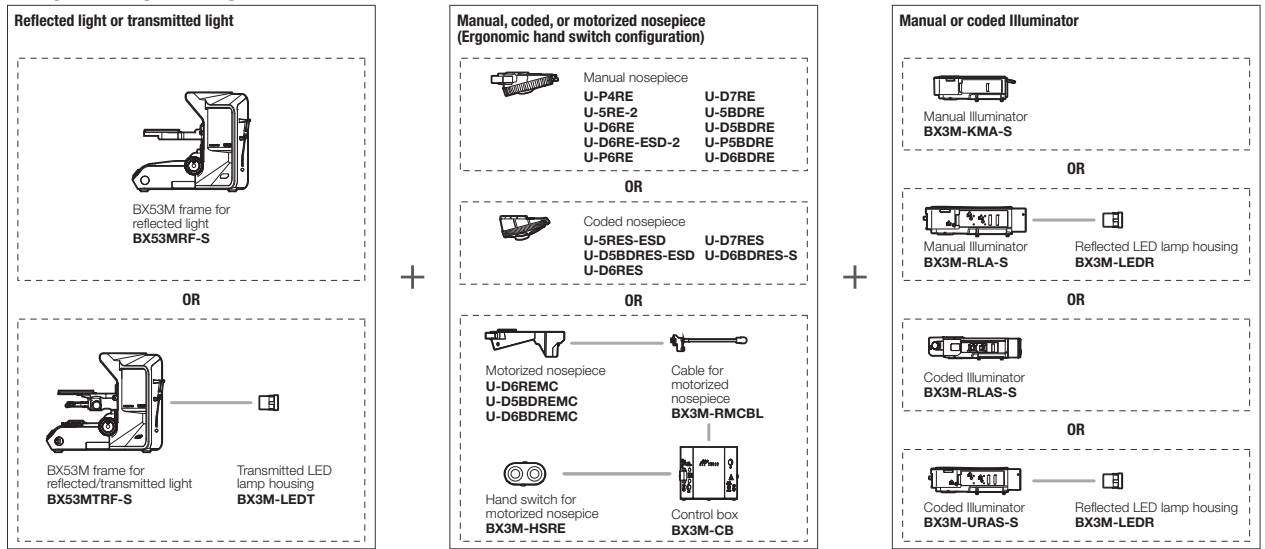 Reflected light or transmitted light
BX53M frame for
reflected light
BX53MRF-S
OR
BX53M frame for
reflected/transmitted light
BX53MTRF-S
Transmitted LED
lamp housing
BX3M-LEDT
+
Manual, coded, or motorized nosepiece
(Ergonomic hand switch configuration)
Manual nosepiece
U-P4RE U-D7RE
U-5RE-2 U-5BDRE
U-D6RE U-D5BDRE
U-D6RE-ESD-2 U-P5BDRE
U-P6RE U-D6BDRE
OR
Coded nosepiece
U-5RES-ESD U-D7RES
U-D5BDRES-ESD U-D6BDRES-S
U-D6RES
OR
Motorized nosepiece
U-D6REMC
U-D5BDREMC
U-D6BDREMC
Cable for
motorized
nosepiece
BX3M-RMCBL
Hand switch for
motorized nosepice
BX3M-HSRE
Control box
BX3M-CB
+
Manual or coded Illuminator
Manual Illuminator
BX3M-KMA-S
OR
Manual Illuminator
BX3M-RLA-S
Reflected LED lamp housing
BX3M-LEDR
OR
Coded Illuminator
BX3M-RLAS-S
OR
Coded Illuminator
BX3M-URAS-S
Reflected LED lamp housing
BX3M-LEDR